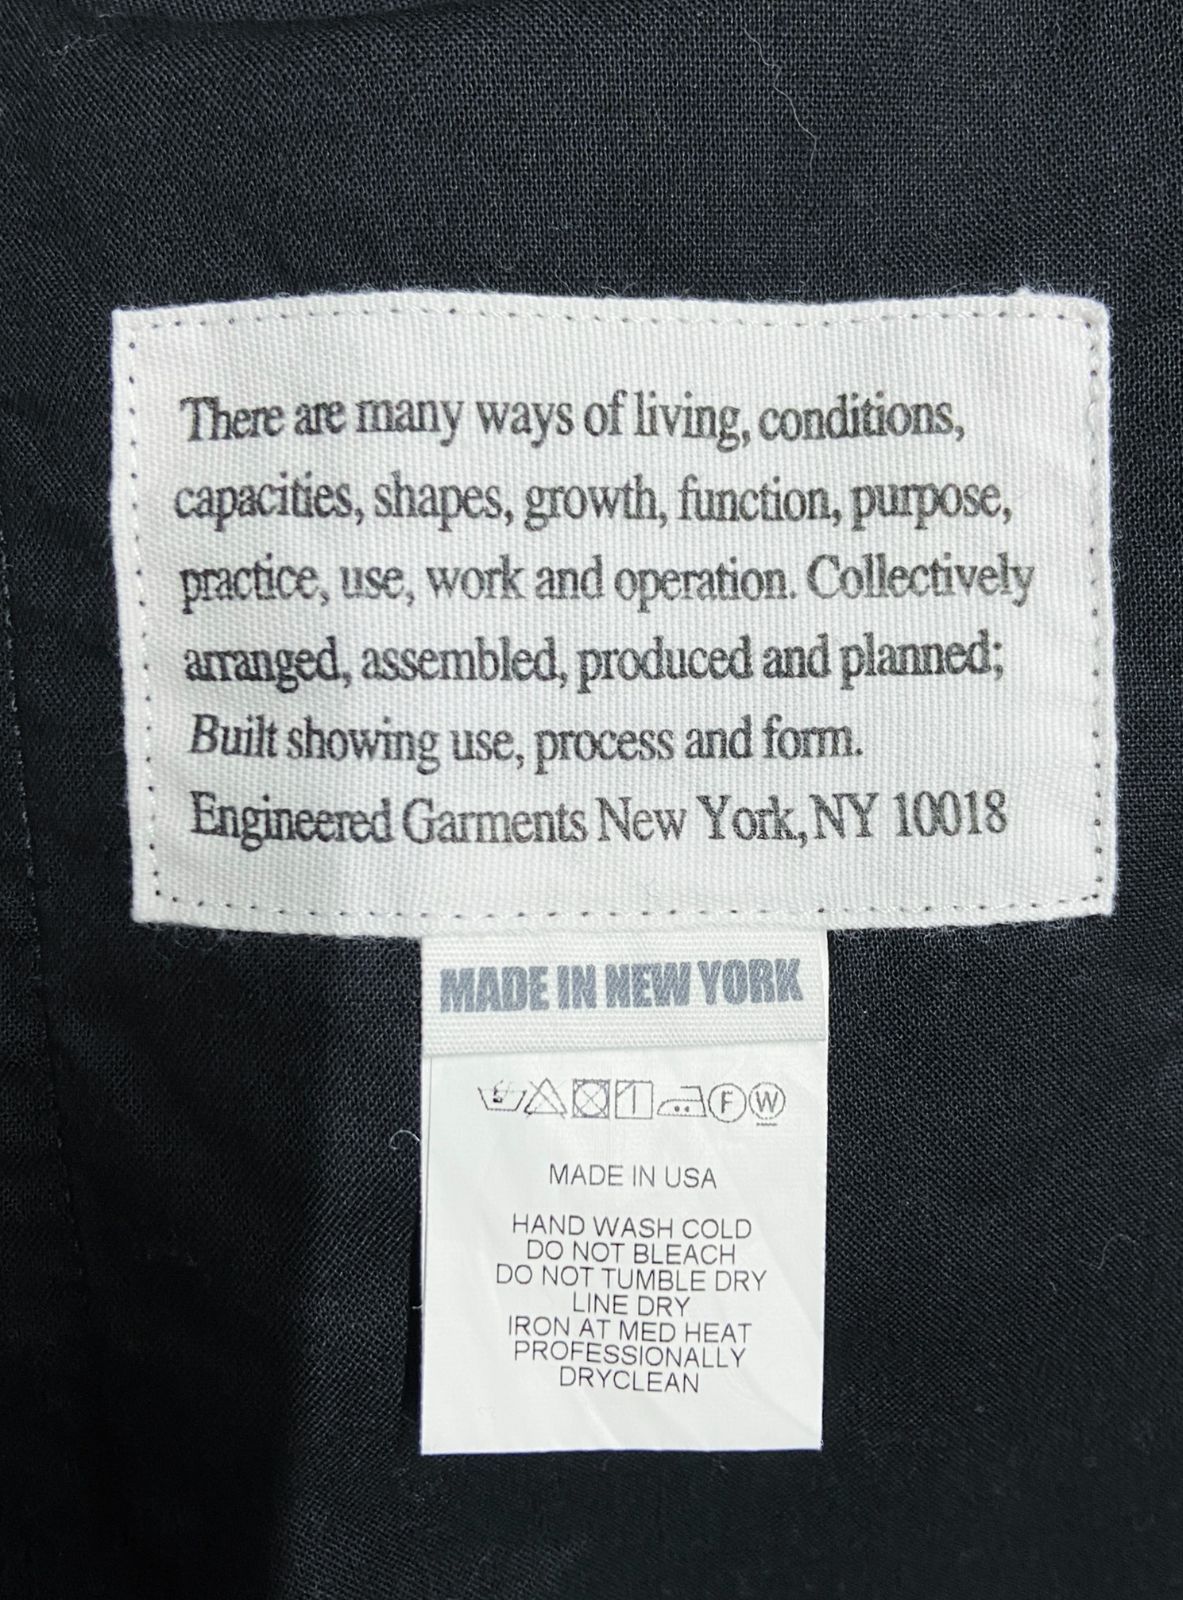 There are many ways of living, conditions,
capacities, shapes, growth, function, purpose,
practice, use, work and operation. Collectively
arranged, assembled, produced and planned;
Built showing use, process and form.
Engineered Garments New York, NY 10018
MADE IN NEW YORK
F W
MADE IN USA
HAND WASH COLD
DO NOT BLEACH
DO NOT TUMBLE DRY
LINE DRY
IRON AT MED HEAT
PROFESSIONALLY
DRYCLEAN